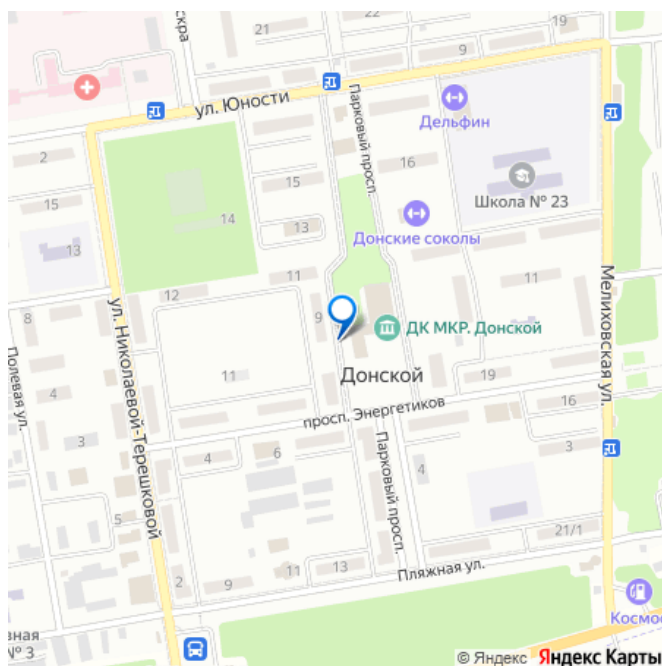 скра
21
22
9
ул. Юности
Парковый просп.
Дельфин
2
16
15
Школа № 23
15
14
13
Донские соколы
13
11
11
12
8
9
ДК МКР. Донской
Мелиховская ул.
ул. Николаевой-Терешковой
Полевая ул.
11
Донской
19
4
просп. Энергетиков
16
4
6
Парковый просп.
4
3
5
21/1
2
9
11
13
Пляжная ул.
Космос
вная
№ 3
© Яндекс Яндекс Карты